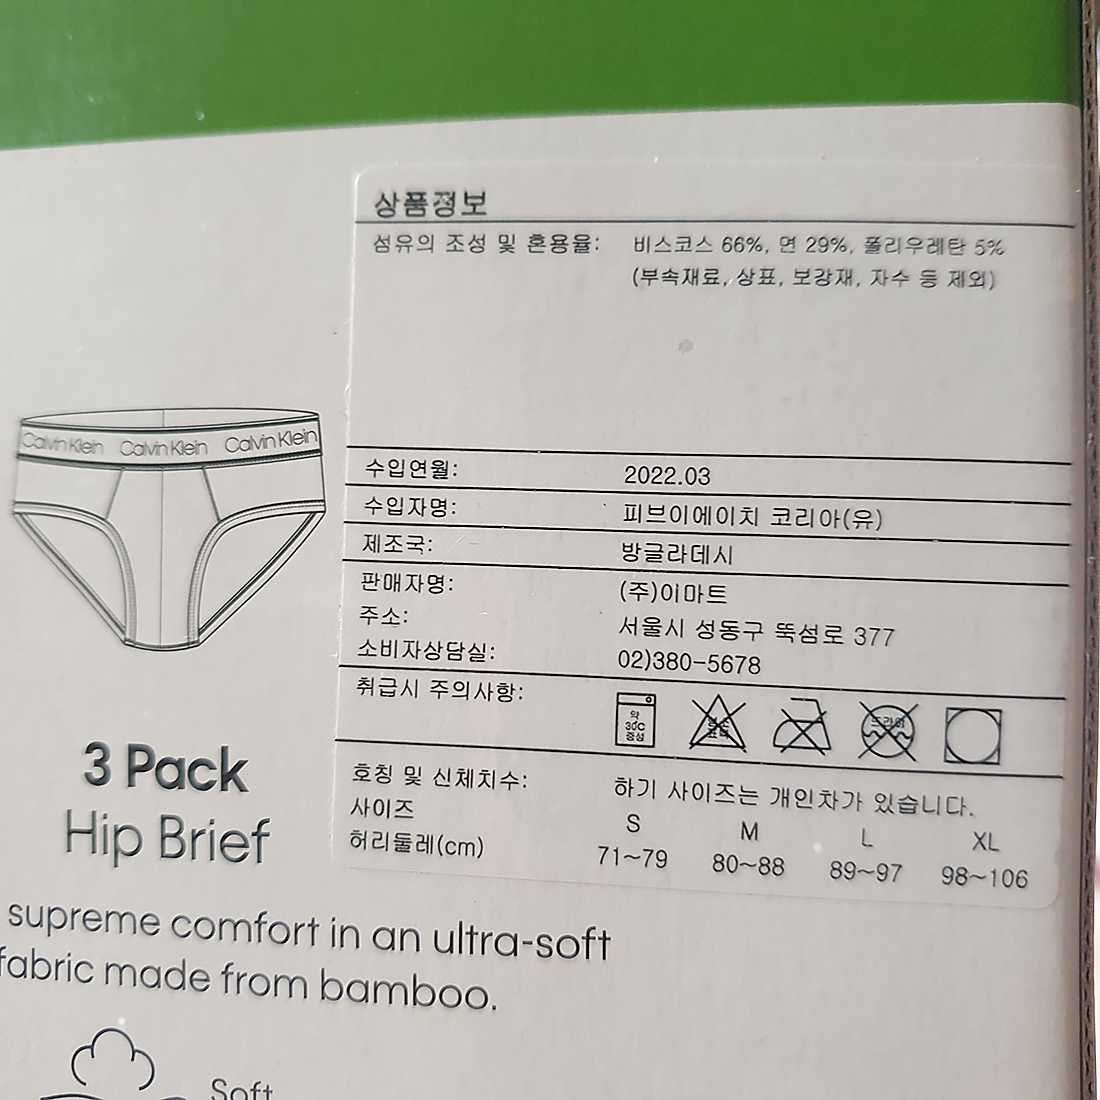 상품정보
섬유의 조성 및 혼용율: 비스코스 66%, 면 29%, 폴리우레탄 5%
(부속재료, 상표, 보강재, 자수 등 제외)
수입연월: 2022.03
수입자명: 피브이에이치 코리아(유)
제조국: 방글라데시
판매자명: (주)이마트
주소: 서울시 성동구 뚝섬로 377
소비자상담실: 02)380-5678
취급시 주의사항:
약
30℃
중성
드라이
호칭 및 신체치수: 하기 사이즈는 개인차가 있습니다.
사이즈 S M L XL
허리둘레(cm) 71~79 80~88 89~97 98~106
Calvin Klein Calvin Klein Calvin Klein
3 Pack
Hip Brief
supreme comfort in an ultra-soft
fabric made from bamboo.
Soft